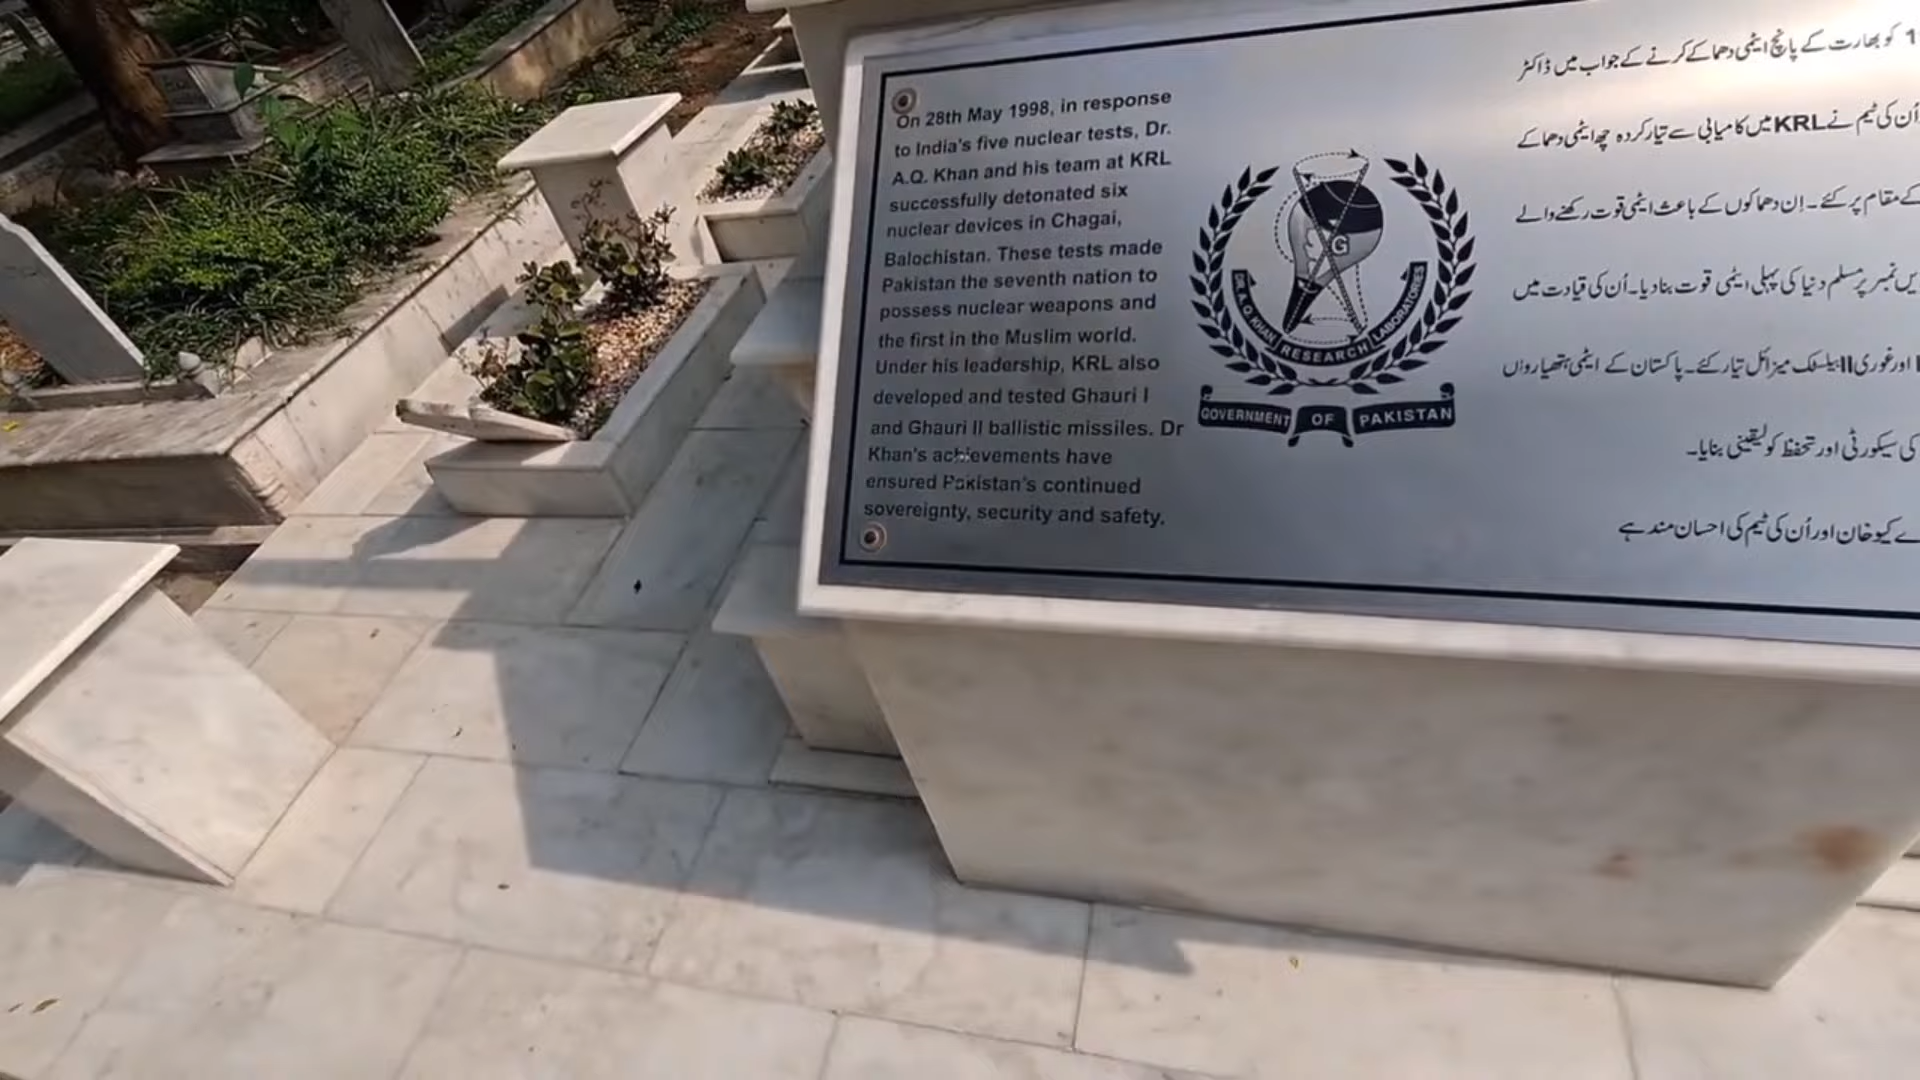 On 28th May 1998, in response
to India's five nuclear tests, Dr.
A.Q. Khan and his team at KRL
successfully detonated six
nuclear devices in Chagai,
Balochistan. These tests made
Pakistan the seventh nation to
possess nuclear weapons and
the first in the Muslim world.
Under his leadership, KRL also
developed and tested Ghauri I
and Ghauri II ballistic missiles. Dr
Khan's achievements have
ensured Pakistan's continued
sovereignty, security and safety.
G
DR. A. Q. KHAN RESEARCH LABORATORIES
GOVERNMENT OF PAKISTAN
کو بھارت کے پانچ ایٹمی دھماکے کرنے کے جواب میں ڈاکٹر
اُن کی ٹیم نے KRL میں کامیابی سے تیار کردہ چھ ایٹمی دھماکے
کے مقام پر کئے۔ اِن دھماکوں کے باعث ایٹمی قوت رکھنے والے
نمبر پر مسلم دنیا کی پہلی ایٹمی قوت بنا دیا۔ اُن کی قیادت میں
اور غوری II بیلسٹک میزائل تیار کئے۔ پاکستان کے ایٹمی ہتھیاروں
کی سیکورٹی اور تحفظ کو یقینی بنایا۔
کیو خان اور اُن کی ٹیم کی احسان مند ہے